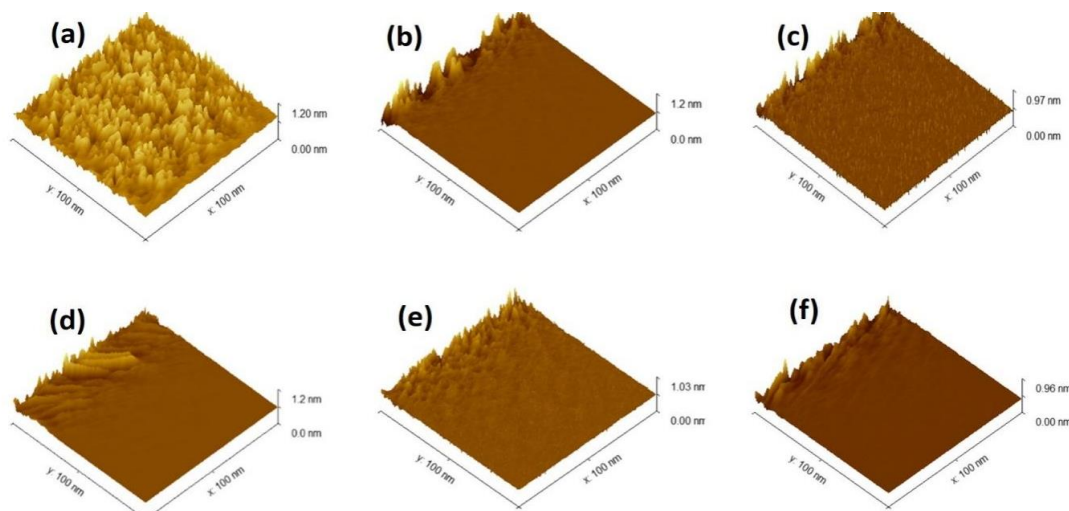 (a)
1.20 nm
0.00 nm
y: 100 nm
x: 100 nm
(b)
1.2 nm
0.0 nm
y: 100 nm
x: 100 nm
(c)
0.97 nm
0.00 nm
y: 100 nm
x: 100 nm
(d)
1.2 nm
0.0 nm
y: 100 nm
x: 100 nm
(e)
1.03 nm
0.00 nm
y: 100 nm
x: 100 nm
(f)
0.96 nm
0.00 nm
y: 100 nm
x: 100 nm